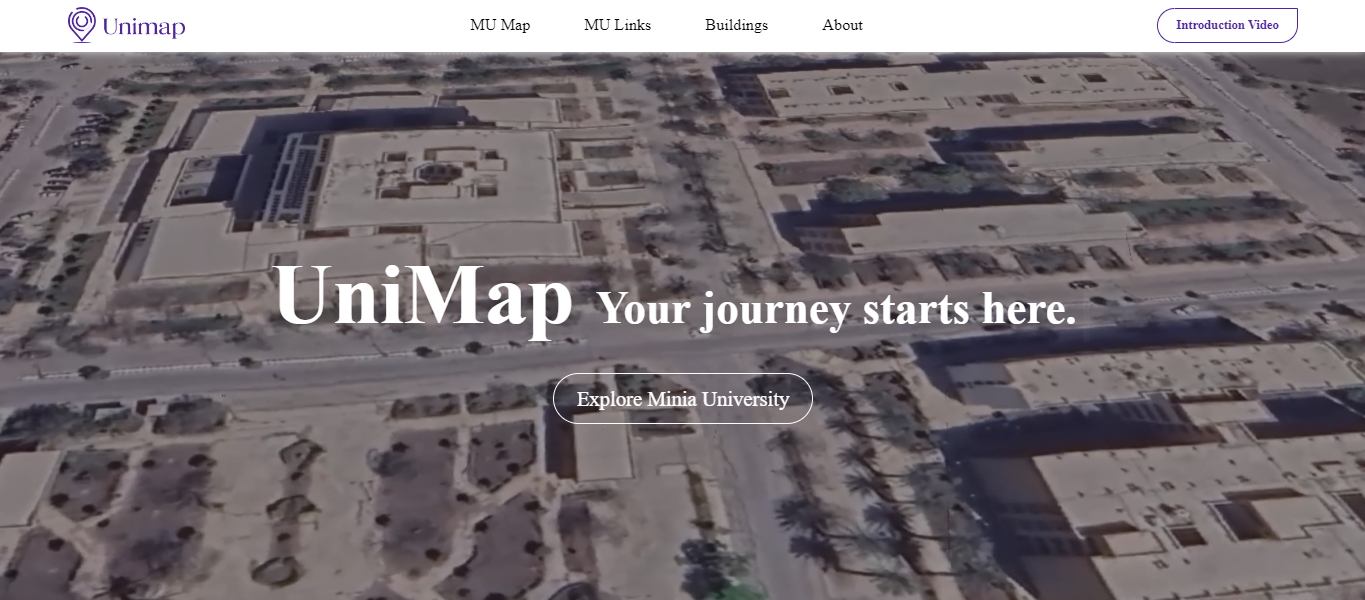 Unimap
MU Map
MU Links
Buildings
About
Introduction Video
UniMap Your journey starts here.
Explore Minia University